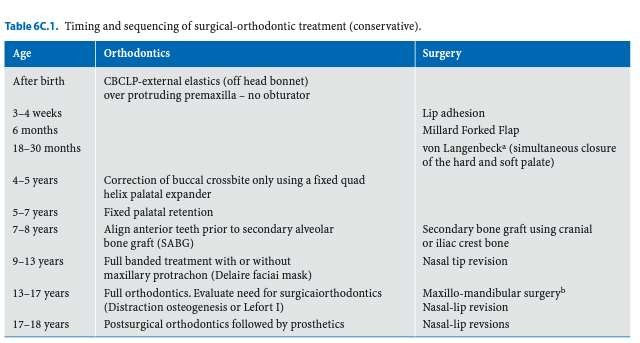 Table 6C.1. Timing and sequencing of surgical-orthodontic treatment (conservative).
Age Orthodontics Surgery
After birth CBCLP-external elastics (off head bonnet)
over protruding premaxilla – no obturator
3–4 weeks Lip adhesion
6 months Millard Forked Flap
18–30 months von Langenbeckª (simultaneous closure
of the hard and soft palate)
4–5 years Correction of buccal crossbite only using a fixed quad
helix palatal expander
5–7 years Fixed palatal retention
7–8 years Align anterior teeth prior to secondary alveolar Secondary bone graft using cranial
bone graft (SABG) or iliac crest bone
9–13 years Full banded treatment with or without Nasal tip revision
maxillary protrachon (Delaire faciai mask)
13–17 years Full orthodontics. Evaluate need for surgicaiorthodontics Maxillo-mandibular surgeryᵇ
(Distraction osteogenesis or Lefort I) Nasal-lip revision
17–18 years Postsurgical orthodontics followed by prosthetics Nasal-lip revsions